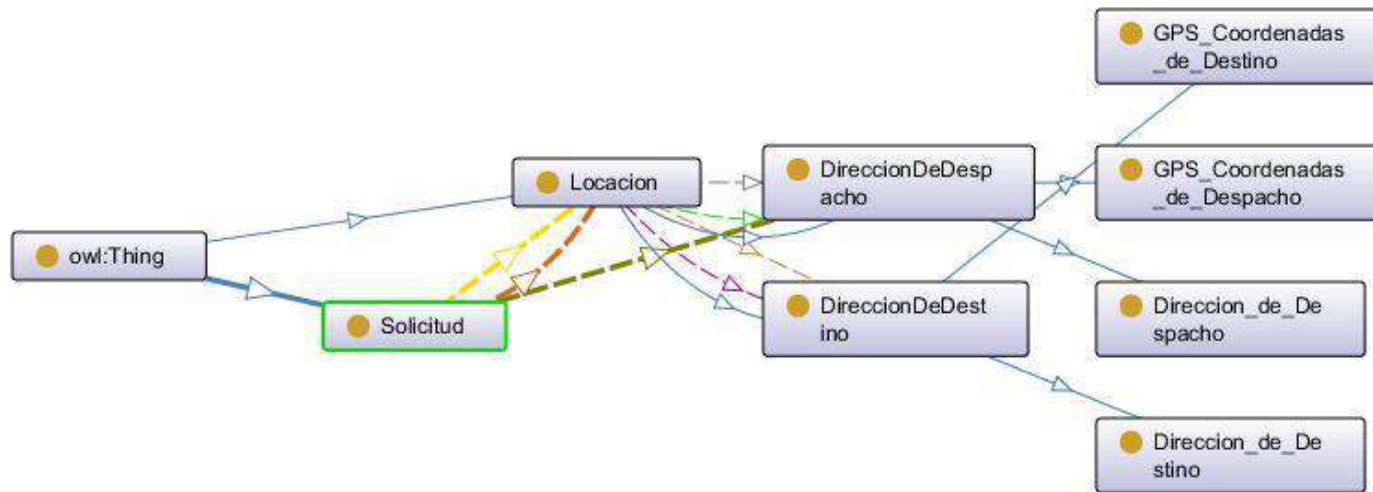 GPS_Coordenadas
_de_Destino
Locacion
DireccionDeDesp
acho
GPS_Coordenadas
_de_Despacho
owl:Thing
Solicitud
DireccionDeDest
ino
Direccion_de_De
spacho
Direccion_de_De
stino